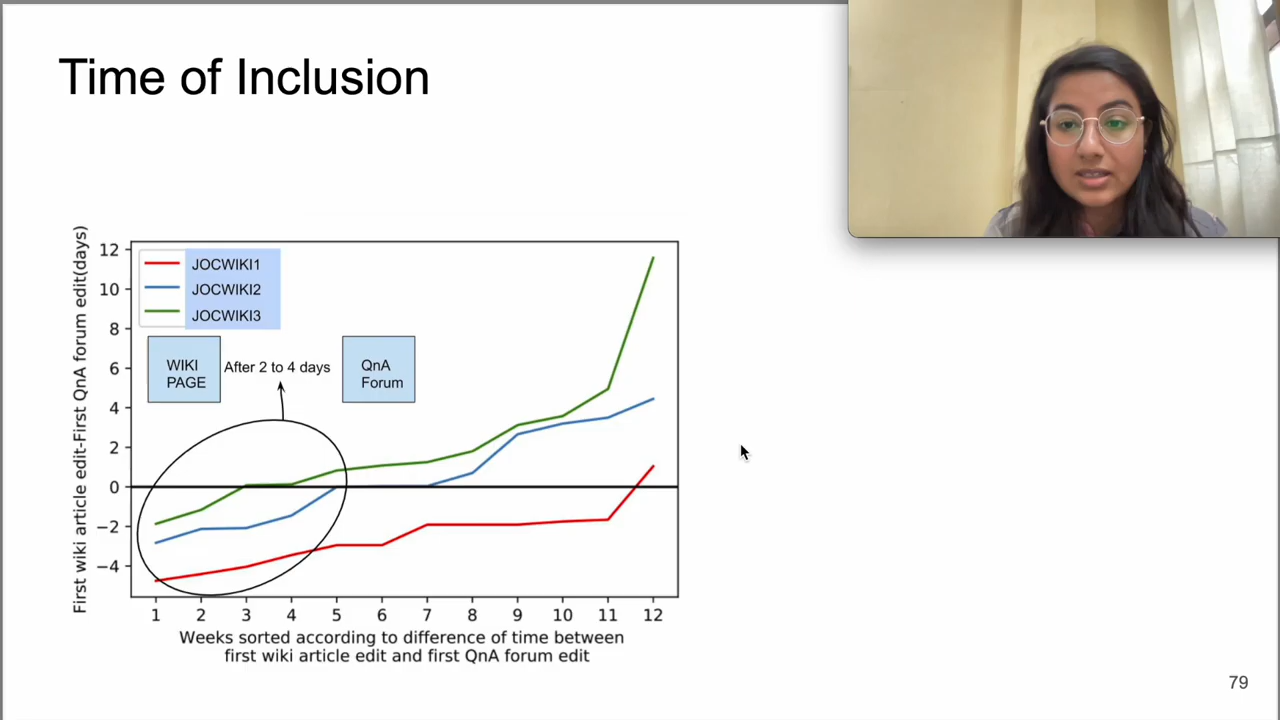 Time of Inclusion
First wiki article edit-First QnA forum edit(days)
12
10
8
6
4
2
0
−2
−4
JOCWIKI1
JOCWIKI2
JOCWIKI3
WIKI
PAGE
After 2 to 4 days
QnA
Forum
1 2 3 4 5 6 7 8 9 10 11 12
Weeks sorted according to difference of time between
first wiki article edit and first QnA forum edit
79